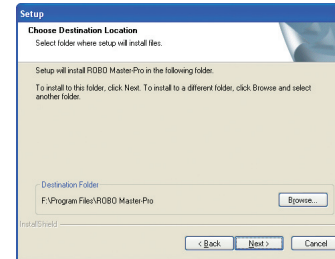 Setup
Choose Destination Location
Select folder where setup will install files.
Setup will install ROBO Master-Pro in the following folder.
To install to this folder, click Next. To install to a different folder, click Browse and select
another folder.
Destination Folder
F:\Program Files\ROBO Master-Pro
Browse...
InstallShield
< Back
Next >
Cancel